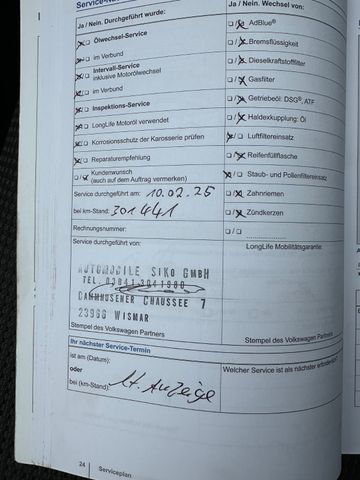 Service-Na
Ja / Nein. Durchgeführt wurde:
Ölwechsel-Service
im Verbund
Intervall-Service
inklusive Motorölwechsel
im Verbund
Inspektions-Service
LongLife Motoröl verwendet
Korrosionsschutz der Karosserie prüfen
Reparaturempfehlung
Kundenwunsch
(auch auf dem Auftrag vermerken)
Service durchgeführt am: 10.02.25
bei km-Stand: 301441
Rechnungsnummer:
Service durchgeführt von:
AUTOMOBILE SIKO GMBH
TEL. 03841-3041900
DAMMHUSENER CHAUSSEE 7
23966 WISMAR
Stempel des Volkswagen Partners
Ja / Nein. Wechsel von:
AdBlue®
Bremsflüssigkeit
Dieselkraftstofffilter
Gasfilter
Getriebeöl: DSG®, ATF
Haldexkupplung: Öl
Luftfiltereinsatz
Reifenfüllflasche
Staub- und Pollenfiltereinsatz
Zahnriemen
Zündkerzen
LongLife Mobilitätsgarantie:
Stempel des Volkswagen Partners
Ihr nächster Service-Termin
ist am (Datum):
oder
bei (km-Stand): lt. Anzeige
Welcher Service ist als nächster erforderlich?
24 Serviceplan